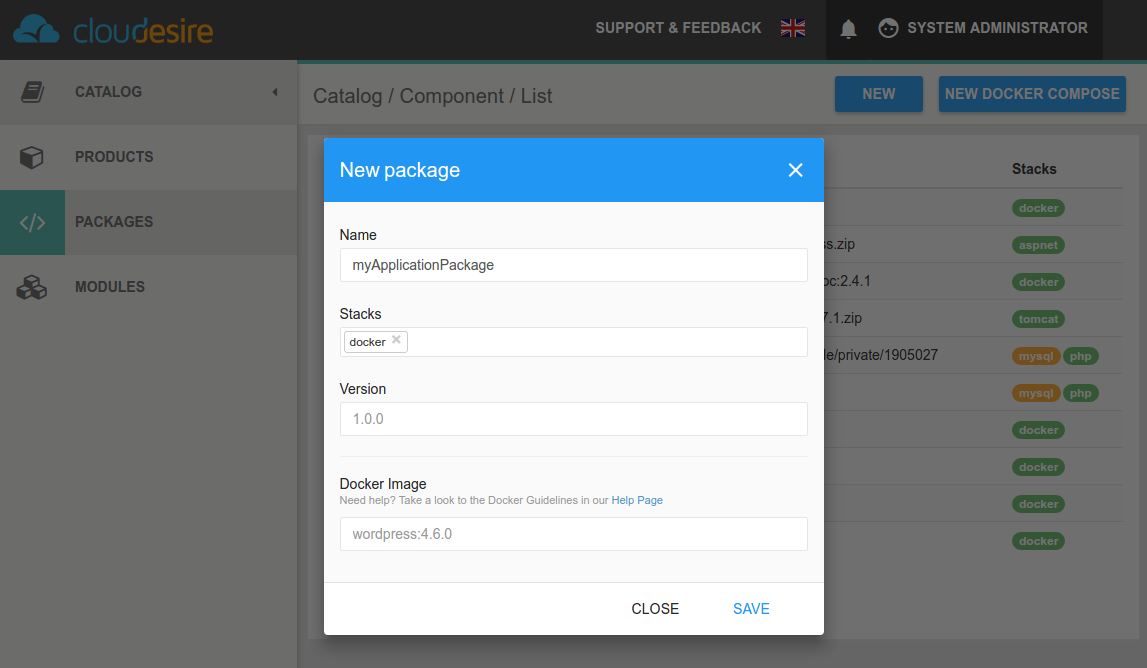 cloudesire
SUPPORT & FEEDBACK
SYSTEM ADMINISTRATOR
CATALOG
PRODUCTS
PACKAGES
MODULES
Catalog / Component / List
NEW
NEW DOCKER COMPOSE
New package
Name
myApplicationPackage
Stacks
docker
Version
1.0.0
Docker Image
Need help? Take a look to the Docker Guidelines in our Help Page
wordpress:4.6.0
CLOSE
SAVE
Stacks
docker
s.zip aspnet
oc:2.4.1 docker
7.1.zip tomcat
le/private/1905027 mysql php
mysql php
docker
docker
docker
docker